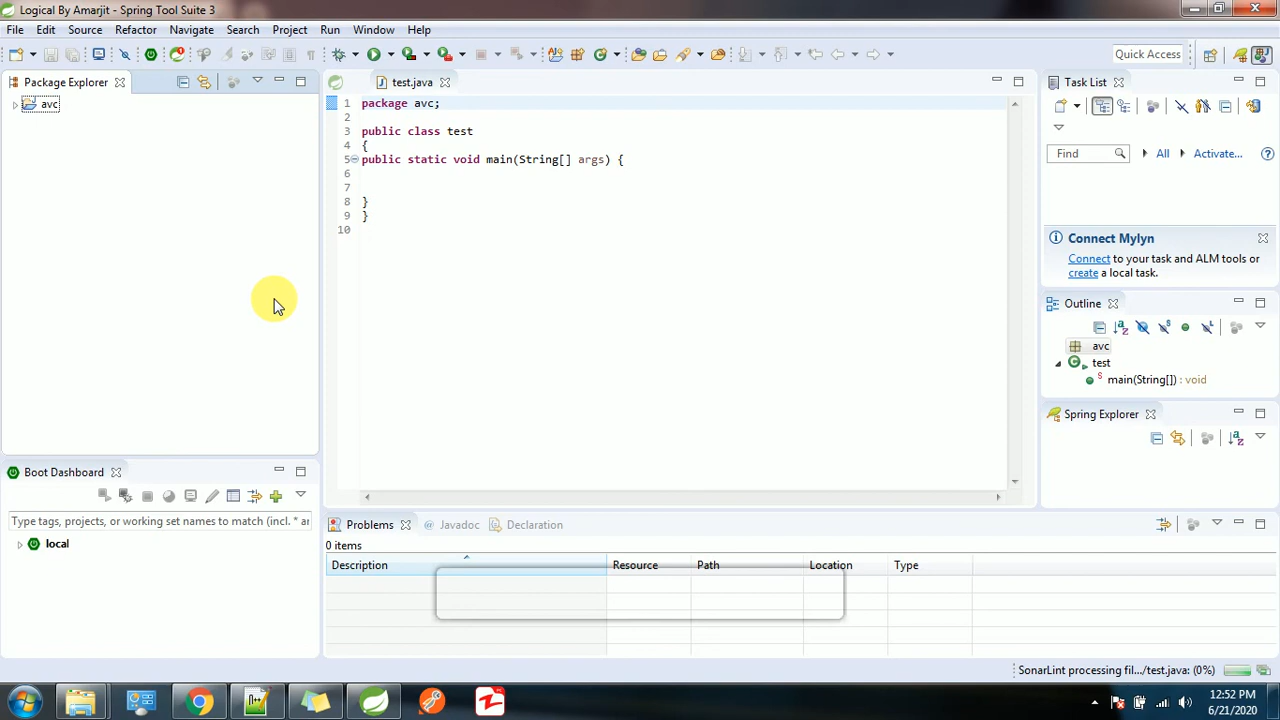 Logical By Amarjit - Spring Tool Suite 3
File Edit Source Refactor Navigate Search Project Run Window Help
Quick Access
Package Explorer
avc
test.java
1 package avc;
2
3 public class test
4 {
5 public static void main(String[] args) {
6
7
8 }
9 }
10
Task List
Find All Activate...
Connect Mylyn
Connect to your task and ALM tools or
create a local task.
Outline
avc
test
main(String[]) : void
Spring Explorer
Boot Dashboard
Type tags, projects, or working set names to match (incl. * ar
local
Problems Javadoc Declaration
0 items
Description Resource Path Location Type
SonarLint processing fil.../test.java: (0%)
12:52 PM
6/21/2020